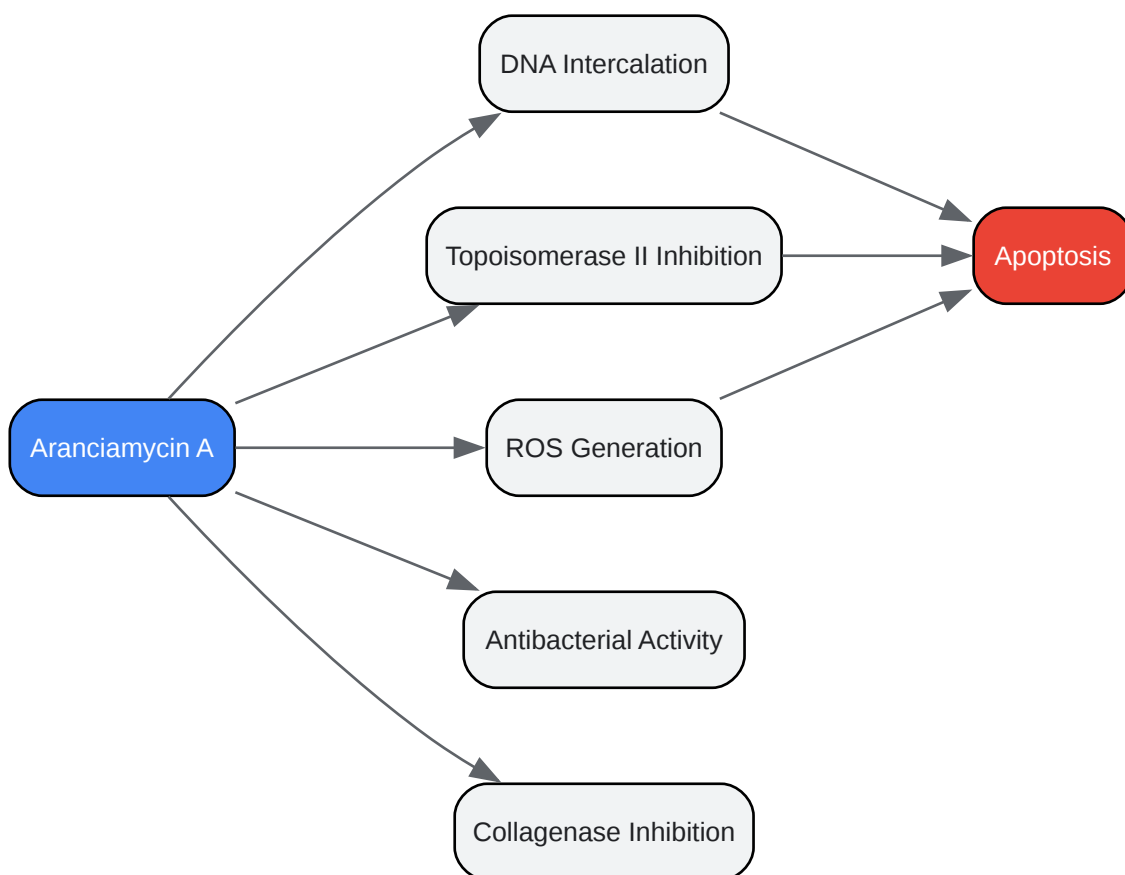 DNA Intercalation
Topoisomerase II Inhibition
Apoptosis
Aranciamycin A
ROS Generation
Antibacterial Activity
Collagenase Inhibition